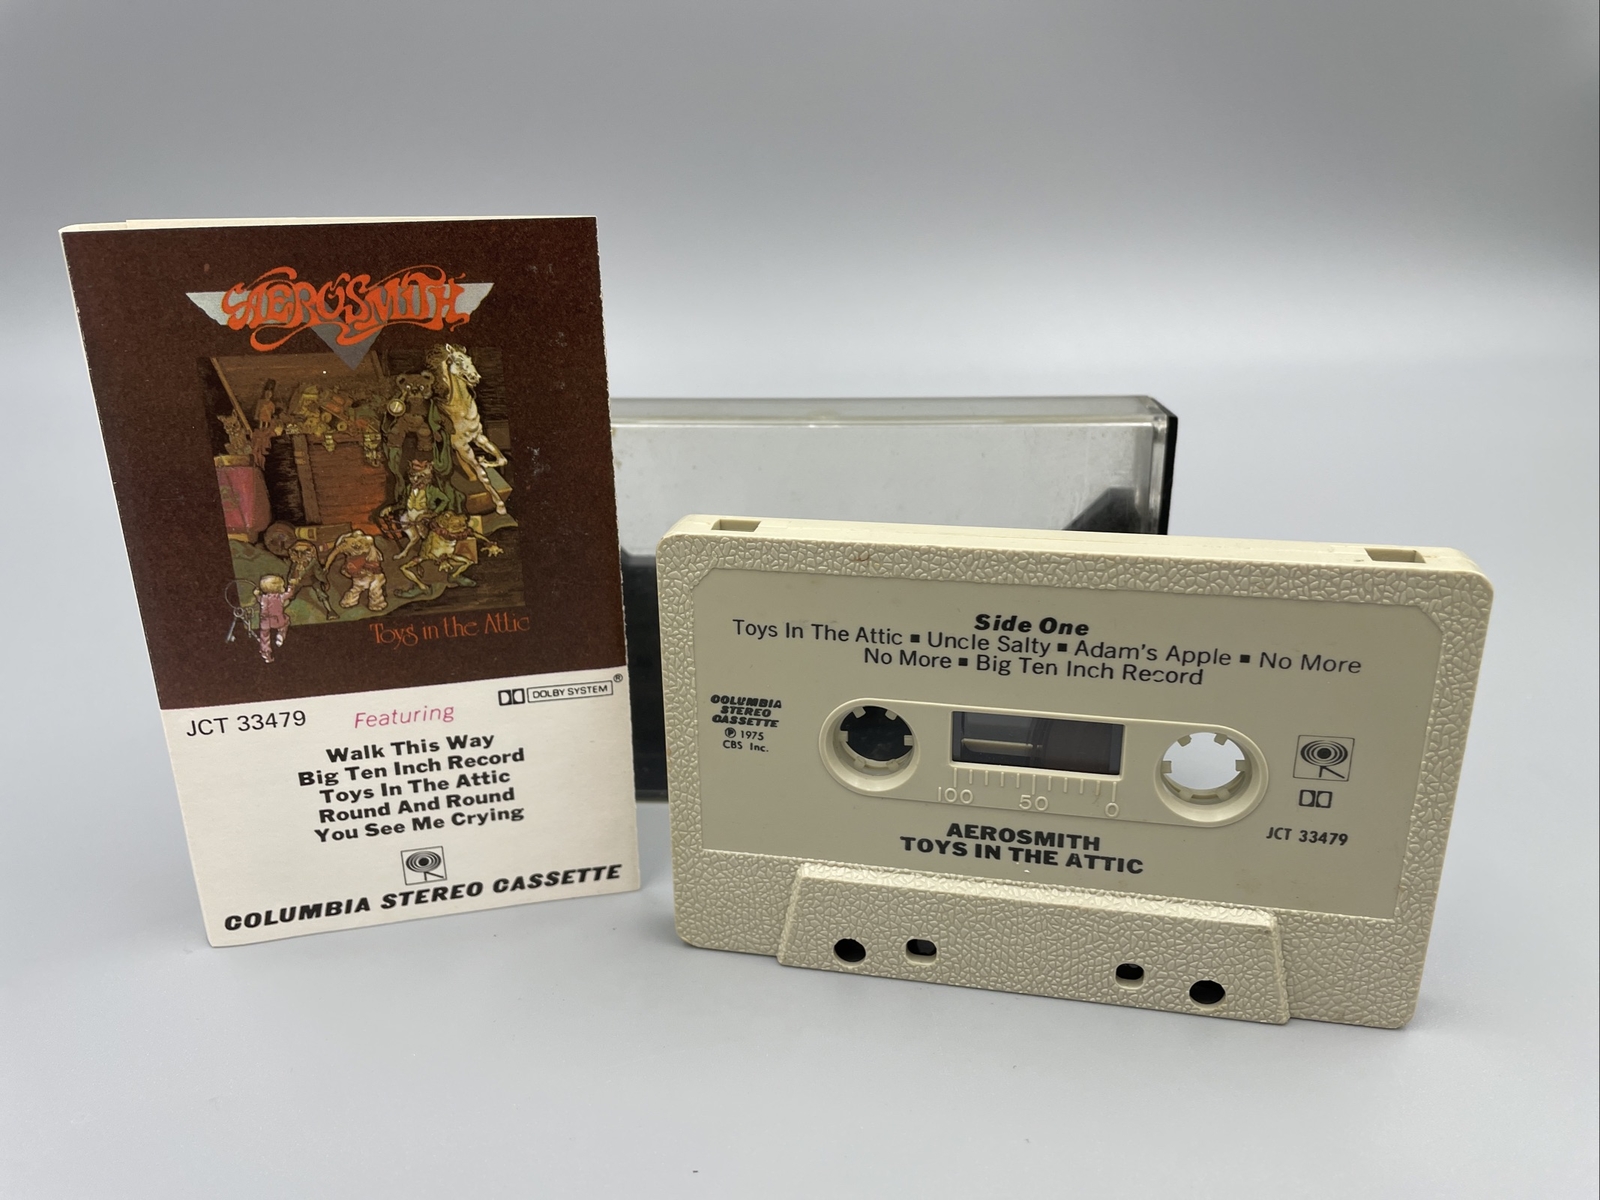 AEROSMITH
Toys in the Attic
DOLBY SYSTEM®
JCT 33479
Featuring
Walk This Way
Big Ten Inch Record
Toys In The Attic
Round And Round
You See Me Crying
COLUMBIA STEREO CASSETTE
Side One
Toys In The Attic ■ Uncle Salty ■ Adam's Apple ■ No More
No More ■ Big Ten Inch Record
COLUMBIA
STEREO
CASSETTE
℗ 1975
CBS Inc.
100 50 0
JCT 33479
AEROSMITH
TOYS IN THE ATTIC